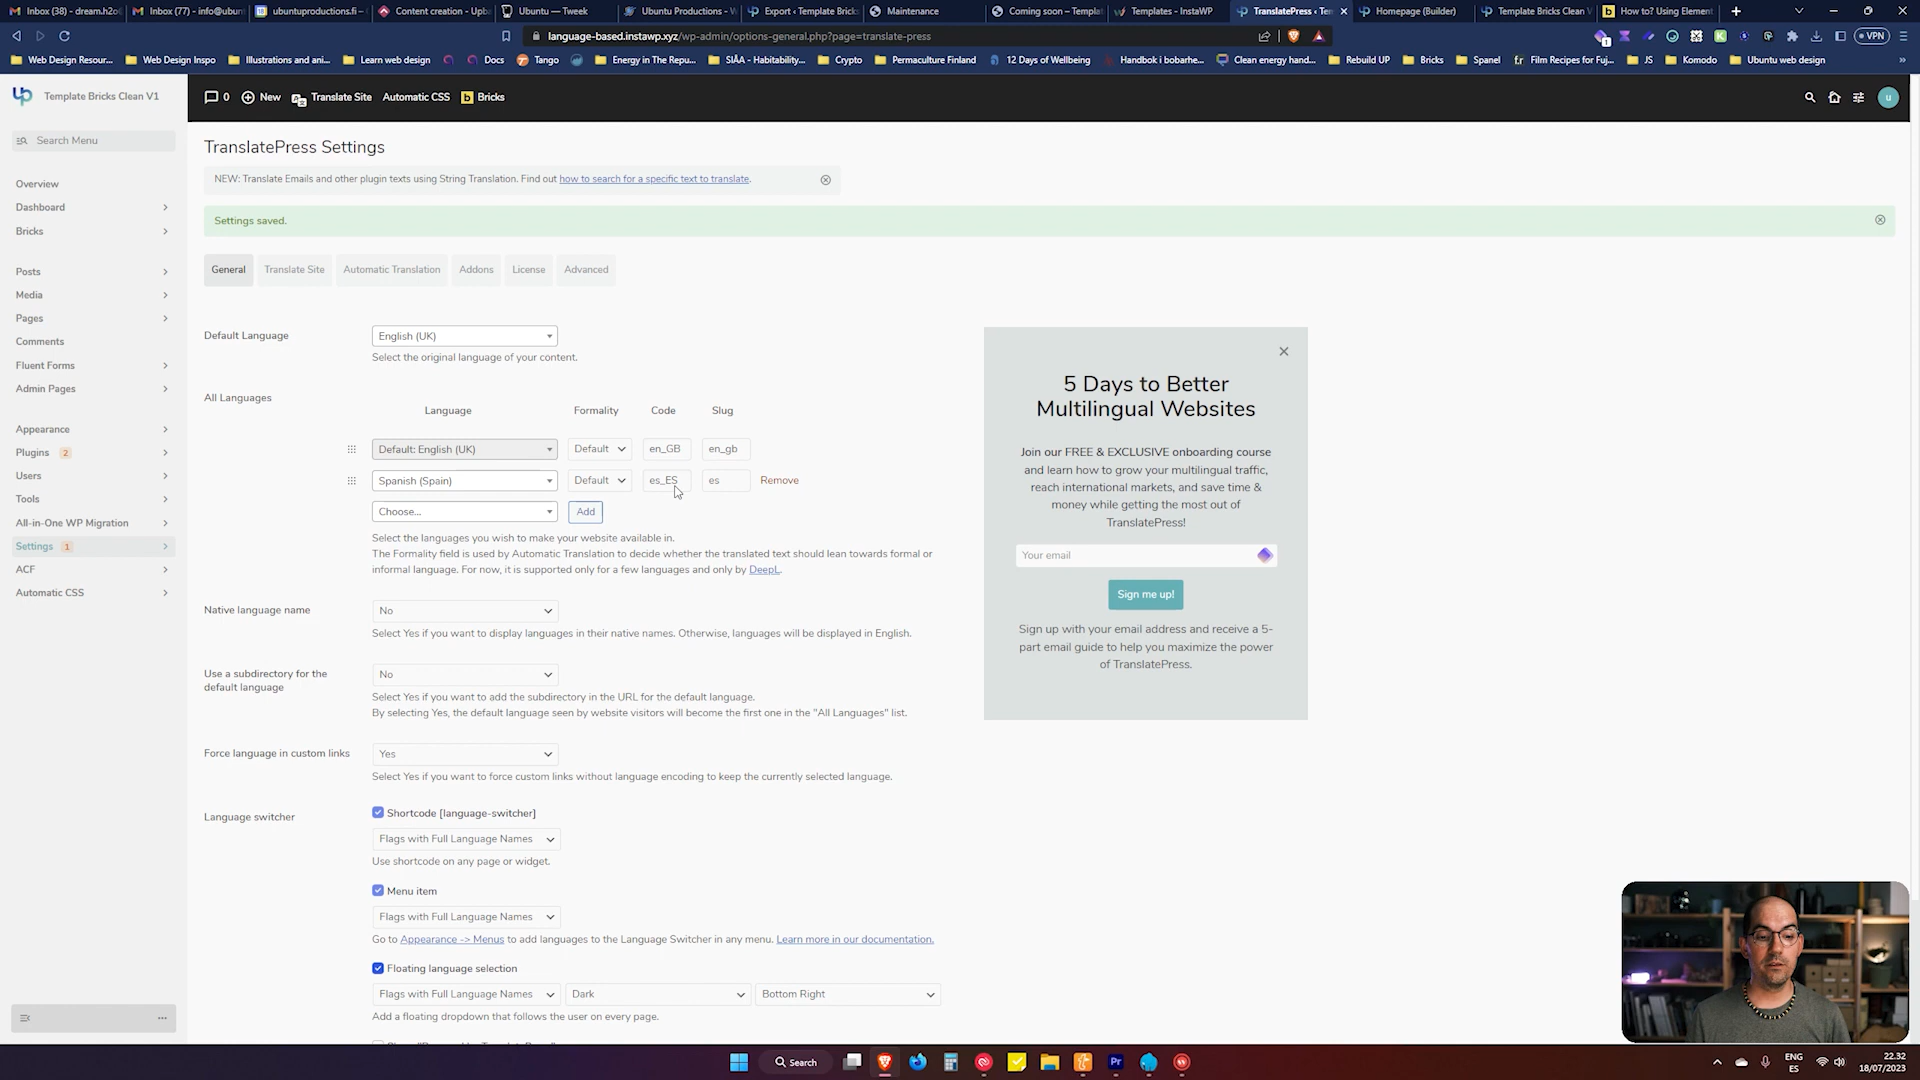 Inbox (38) - dream.h2o6
Inbox (77) - info@ubun
ubuntuproductions.fi -
Content creation - Upb
Ubuntu — Tweek
Ubuntu Productions - V
Export ‹ Template Bricks
Maintenance
Coming soon – Templat
Templates - InstaWP
TranslatePress ‹ Tem
Homepage (Builder)
Template Bricks Clean V
How to? Using Element
language-based.instawp.xyz/wp-admin/options-general.php?page=translate-press
1
VPN
Web Design Resour...
Web Design Inspo
Illustrations and ani...
Learn web design
Docs
Tango
Energy in The Repu...
SIÅA - Habitability...
Crypto
Permaculture Finland
12 Days of Wellbeing
Handbok i bobarhe...
Clean energy hand...
Rebuild UP
Bricks
Spanel
Film Recipes for Fuj...
JS
Komodo
Ubuntu web design
Template Bricks Clean V1
0
New
Translate Site
Automatic CSS
Bricks
u
Search Menu
Overview
Dashboard
Bricks
Posts
Media
Pages
Comments
Fluent Forms
Admin Pages
Appearance
Plugins 2
Users
Tools
All-in-One WP Migration
Settings 1
ACF
Automatic CSS
TranslatePress Settings
NEW: Translate Emails and other plugin texts using String Translation. Find out how to search for a specific text to translate.
Settings saved.
General
Translate Site
Automatic Translation
Addons
License
Advanced
Default Language
English (UK)
Select the original language of your content.
All Languages
Language
Formality
Code
Slug
Default: English (UK)
Default
en_GB
en_gb
Spanish (Spain)
Default
es_ES
es
Remove
Choose...
Add
Select the languages you wish to make your website available in.
The Formality field is used by Automatic Translation to decide whether the translated text should lean towards formal or
informal language. For now, it is supported only for a few languages and only by DeepL.
Native language name
No
Select Yes if you want to display languages in their native names. Otherwise, languages will be displayed in English.
Use a subdirectory for the
default language
No
Select Yes if you want to add the subdirectory in the URL for the default language.
By selecting Yes, the default language seen by website visitors will become the first one in the "All Languages" list.
Force language in custom links
Yes
Select Yes if you want to force custom links without language encoding to keep the currently selected language.
Language switcher
Shortcode [language-switcher]
Flags with Full Language Names
Use shortcode on any page or widget.
Menu item
Flags with Full Language Names
Go to Appearance -> Menus to add languages to the Language Switcher in any menu. Learn more in our documentation.
Floating language selection
Flags with Full Language Names
Dark
Bottom Right
Add a floating dropdown that follows the user on every page.
5 Days to Better
Multilingual Websites
Join our FREE & EXCLUSIVE onboarding course
and learn how to grow your multilingual traffic,
reach international markets, and save time &
money while getting the most out of
TranslatePress!
Your email
Sign me up!
Sign up with your email address and receive a 5-
part email guide to help you maximize the power
of TranslatePress.
Search
Pr
ENG
ES
22.32
18/07/2023